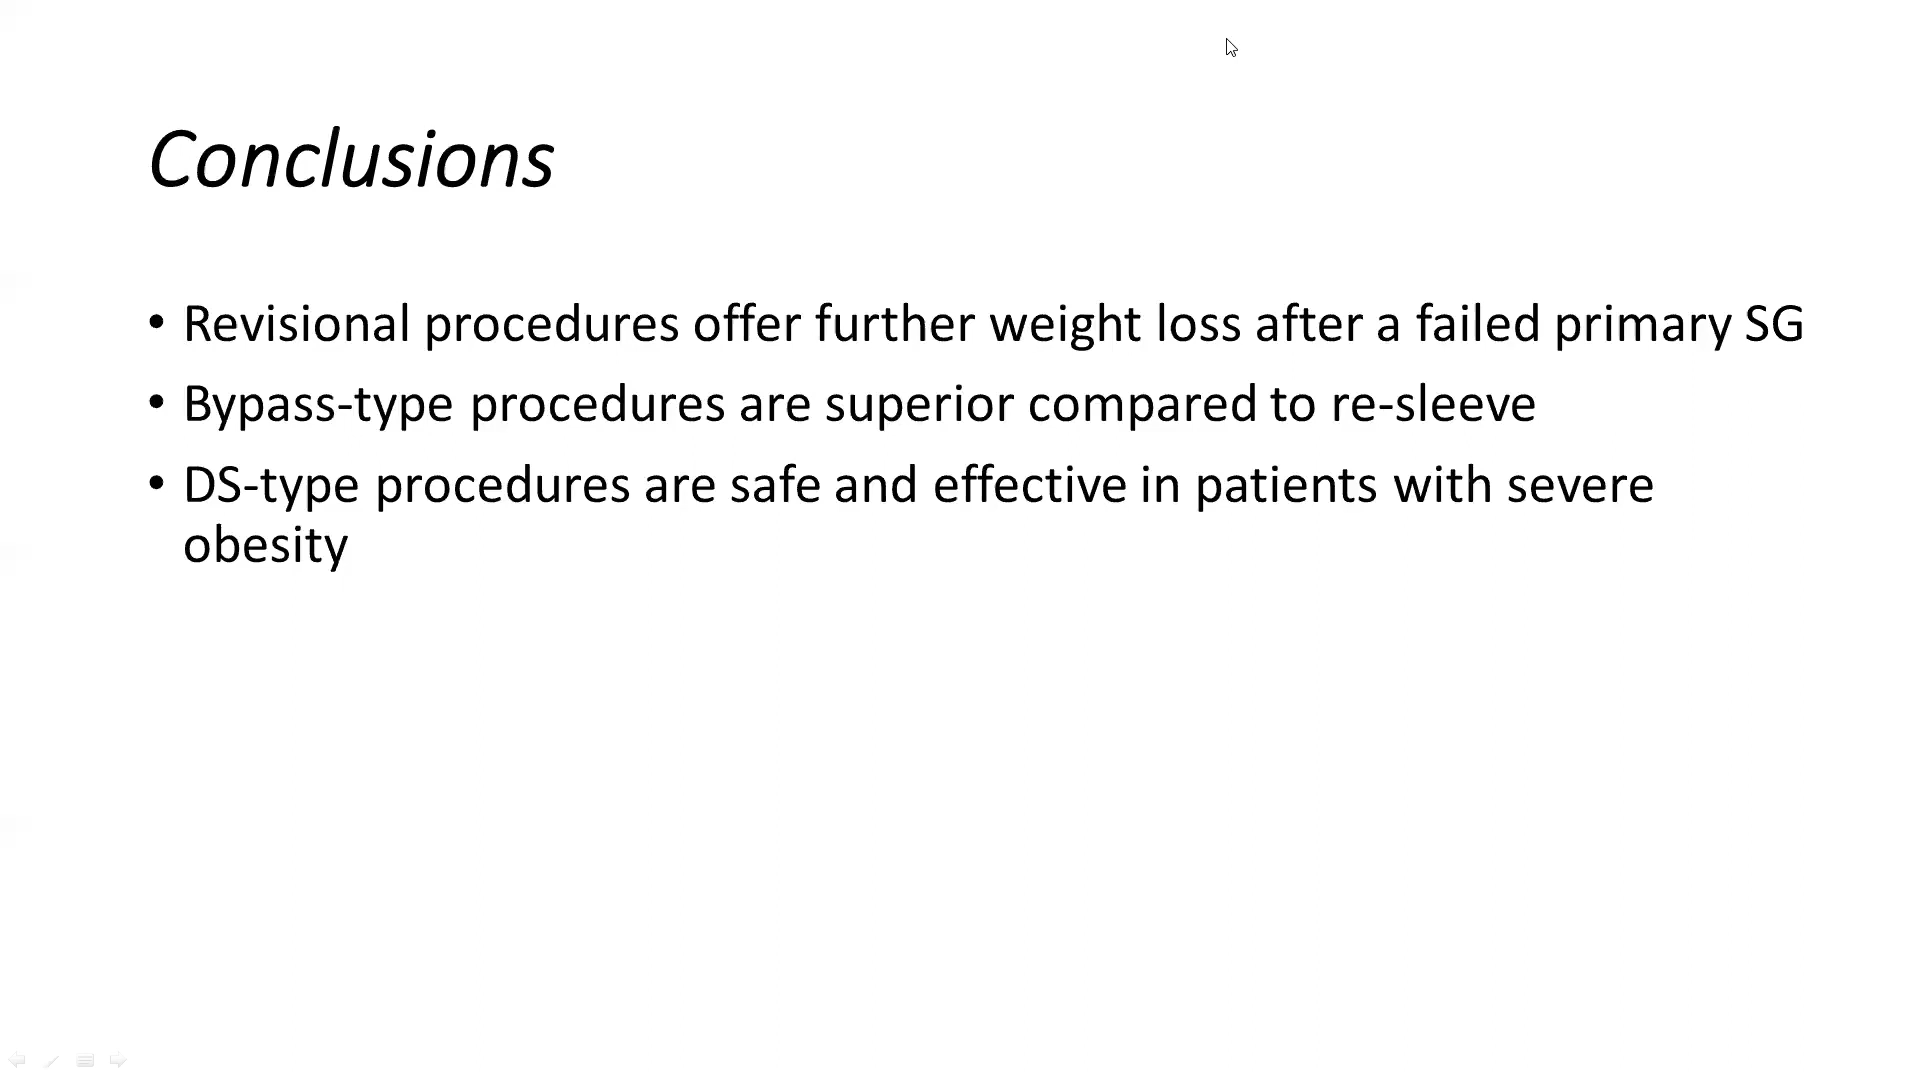 Conclusions
• Revisional procedures offer further weight loss after a failed primary SG
• Bypass-type procedures are superior compared to re-sleeve
• DS-type procedures are safe and effective in patients with severe
obesity